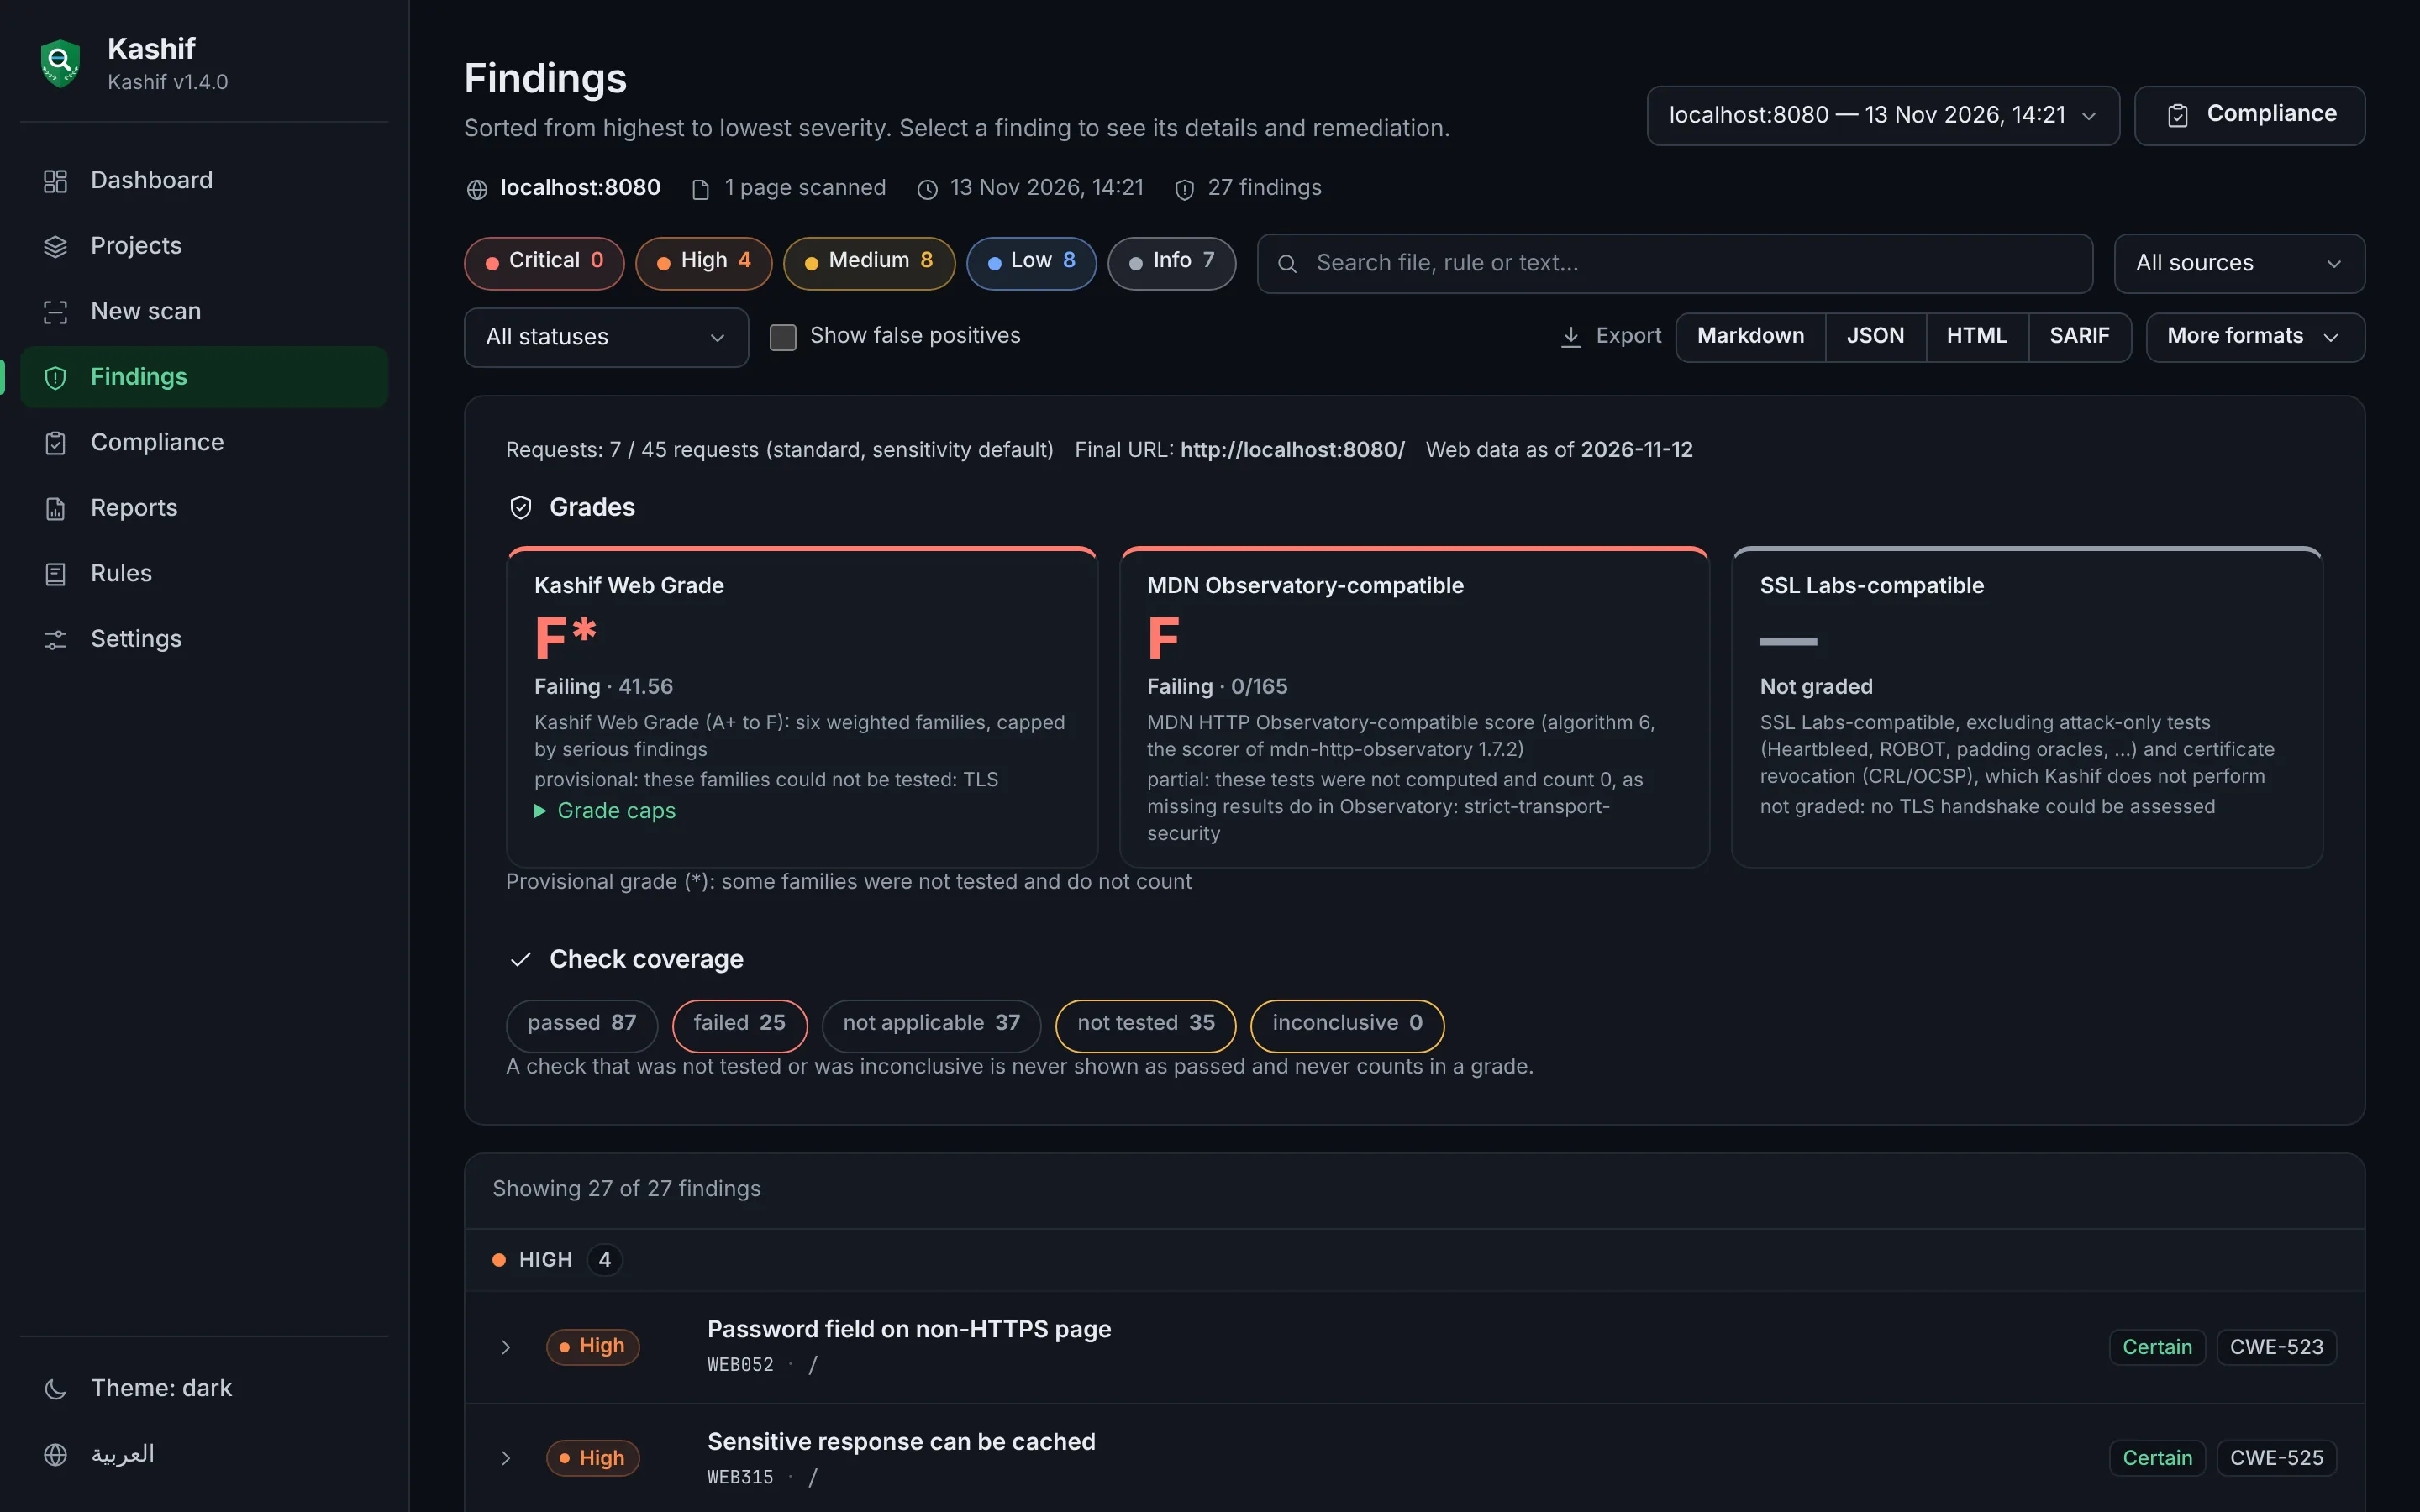 Kashif
Kashif v1.4.0
Dashboard
Projects
New scan
Findings
Compliance
Reports
Rules
Settings
Theme: dark
العربية
Findings
Sorted from highest to lowest severity. Select a finding to see its details and remediation.
localhost:8080 — 13 Nov 2026, 14:21
Compliance
localhost:8080 1 page scanned 13 Nov 2026, 14:21 27 findings
Critical 0 High 4 Medium 8 Low 8 Info 7
Search file, rule or text...
All sources
All statuses
Show false positives
Export Markdown JSON HTML SARIF More formats
Requests: 7 / 45 requests (standard, sensitivity default) Final URL: http://localhost:8080/ Web data as of 2026-11-12
Grades
Kashif Web Grade
F*
Failing · 41.56
Kashif Web Grade (A+ to F): six weighted families, capped
by serious findings
provisional: these families could not be tested: TLS
Grade caps
MDN Observatory-compatible
F
Failing · 0/165
MDN HTTP Observatory-compatible score (algorithm 6,
the scorer of mdn-http-observatory 1.7.2)
partial: these tests were not computed and count 0, as
missing results do in Observatory: strict-transport-
security
SSL Labs-compatible
—
Not graded
SSL Labs-compatible, excluding attack-only tests
(Heartbleed, ROBOT, padding oracles, ...) and certificate
revocation (CRL/OCSP), which Kashif does not perform
not graded: no TLS handshake could be assessed
Provisional grade (*): some families were not tested and do not count
Check coverage
passed 87 failed 25 not applicable 37 not tested 35 inconclusive 0
A check that was not tested or was inconclusive is never shown as passed and never counts in a grade.
Showing 27 of 27 findings
HIGH 4
High
Password field on non-HTTPS page
WEB052 · /
Certain CWE-523
High
Sensitive response can be cached
WEB315 · /
Certain CWE-525